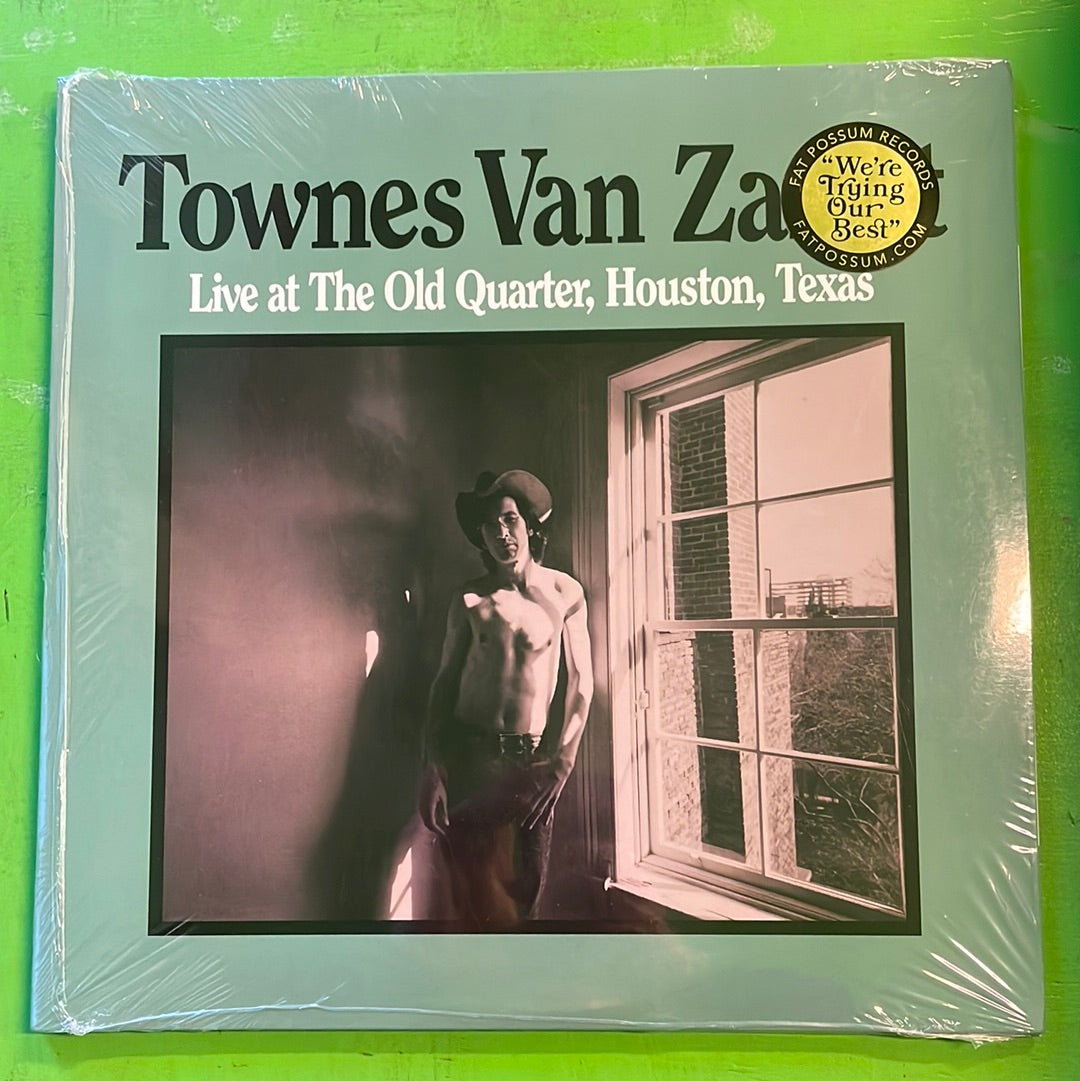 Townes Van Za t
Live at The Old Quarter, Houston, Texas
FAT POSSUM RECORDS
"We're
Trying
Our
Best"
FATPOSSUM.COM